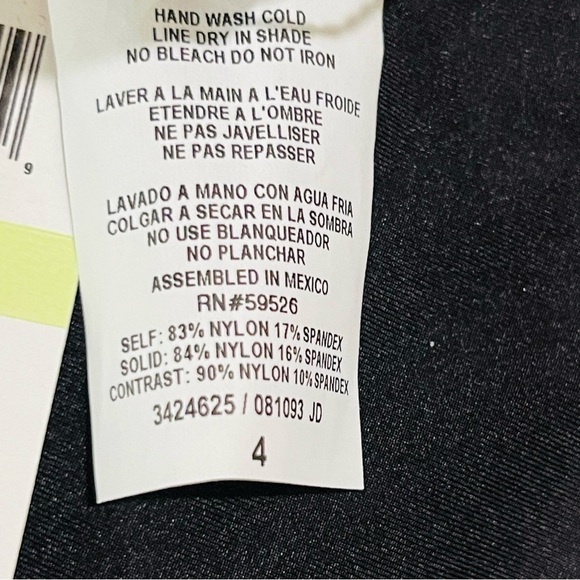 HAND WASH COLD
LINE DRY IN SHADE
NO BLEACH DO NOT IRON
LAVER A LA MAIN A L'EAU FROIDE
ETENDRE A L'OMBRE
NE PAS JAVELLISER
NE PAS REPASSER
LAVADO A MANO CON AGUA FRIA
COLGAR A SECAR EN LA SOMBRA
NO USE BLANQUEADOR
NO PLANCHAR
ASSEMBLED IN MEXICO
RN#59526
SELF: 83% NYLON 17% SPANDEX
SOLID: 84% NYLON 16% SPANDEX
CONTRAST: 90% NYLON 10% SPANDEX
3424625 / 081093 JD
4
9